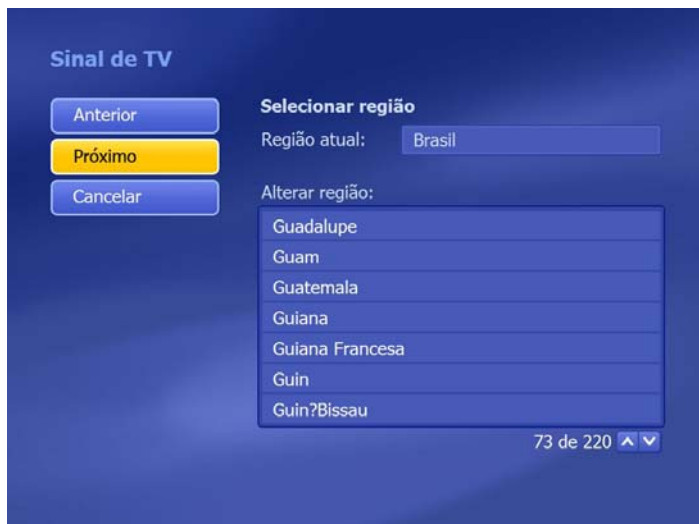 Sinal de TV
Anterior
Próximo
Cancelar
Selecionar região
Região atual: Brasil
Alterar região:
Guadalupe
Guam
Guatemala
Guiana
Guiana Francesa
Guin
Guin?Bissau
73 de 220